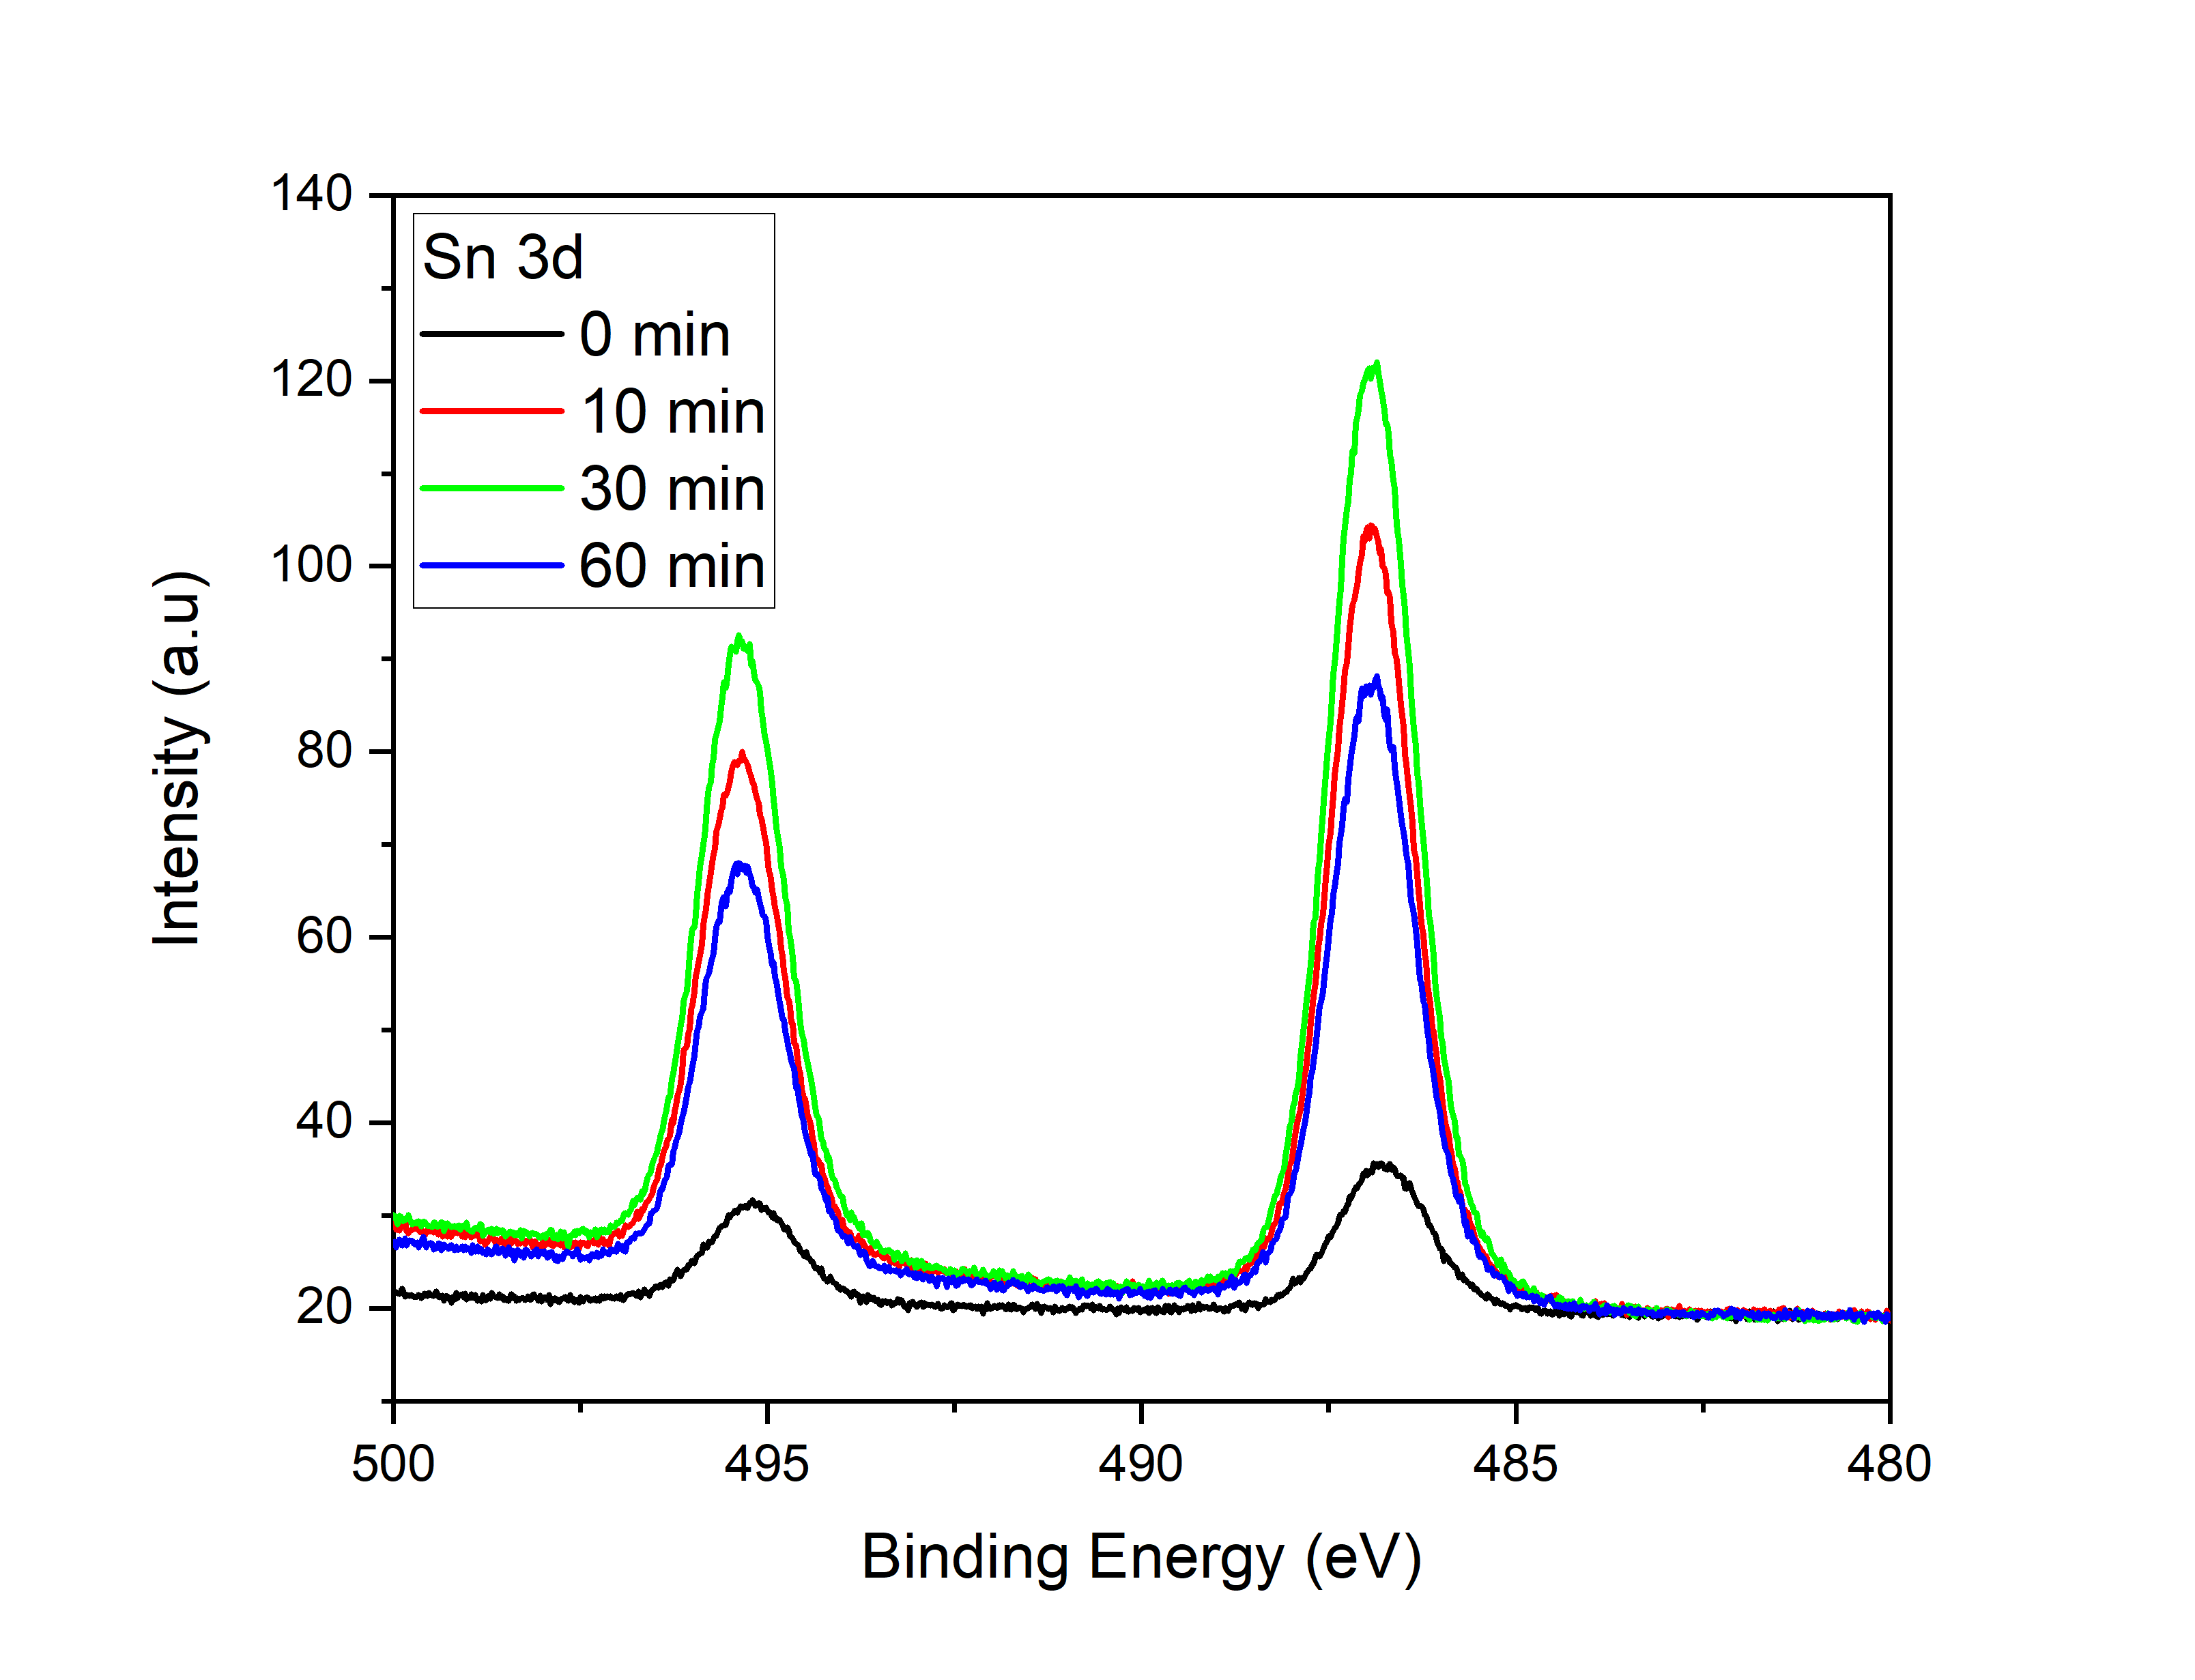 140
120
100
80
60
40
20
Intensity (a.u)
Sn 3d
0 min
10 min
30 min
60 min
500 495 490 485 480
Binding Energy (eV)